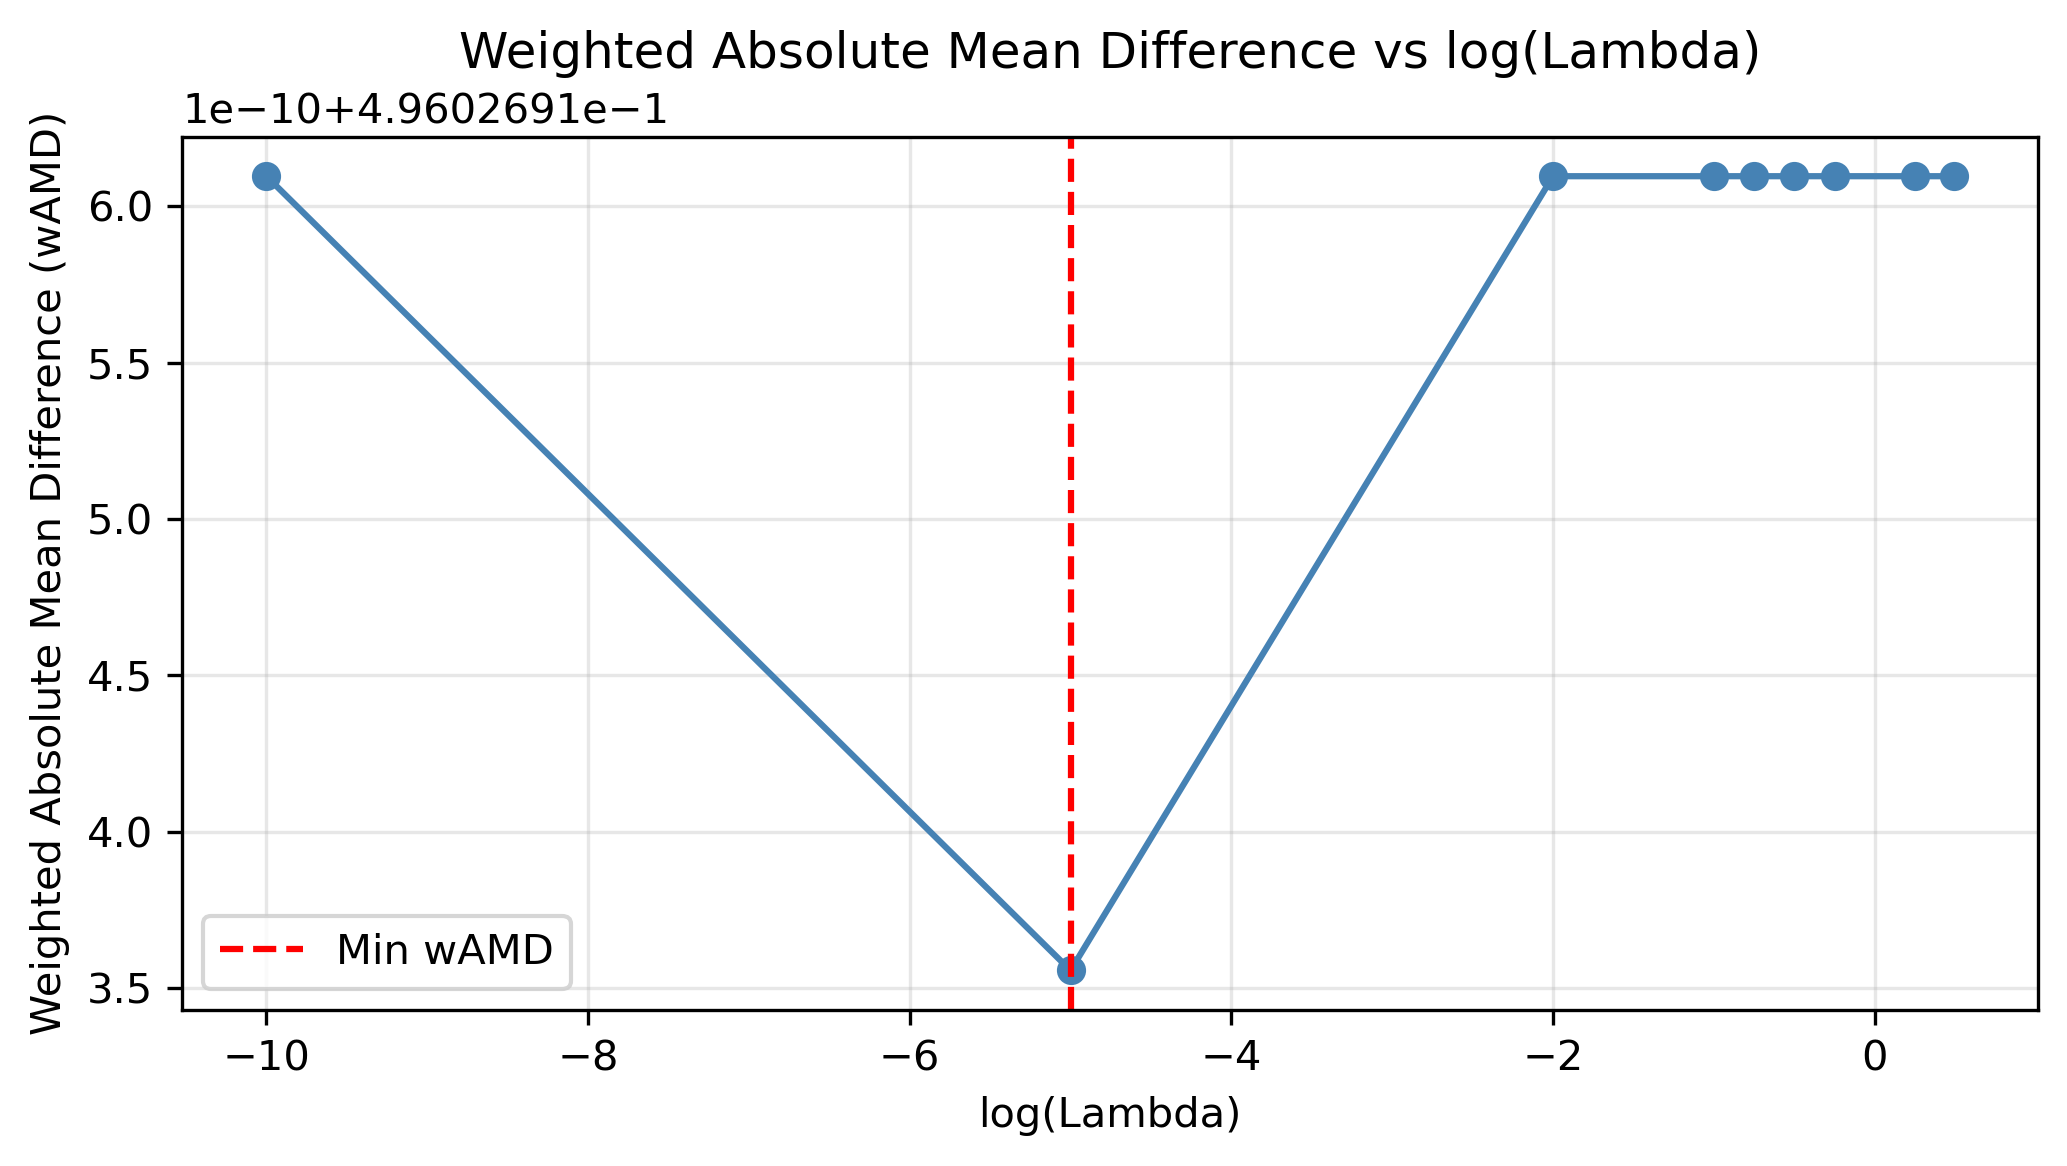 Weighted Absolute Mean Difference vs log(Lambda)
1e−10+4.9602691e−1
Weighted Absolute Mean Difference (wAMD)
6.0
5.5
5.0
4.5
4.0
3.5
Min wAMD
−10 −8 −6 −4 −2 0
log(Lambda)